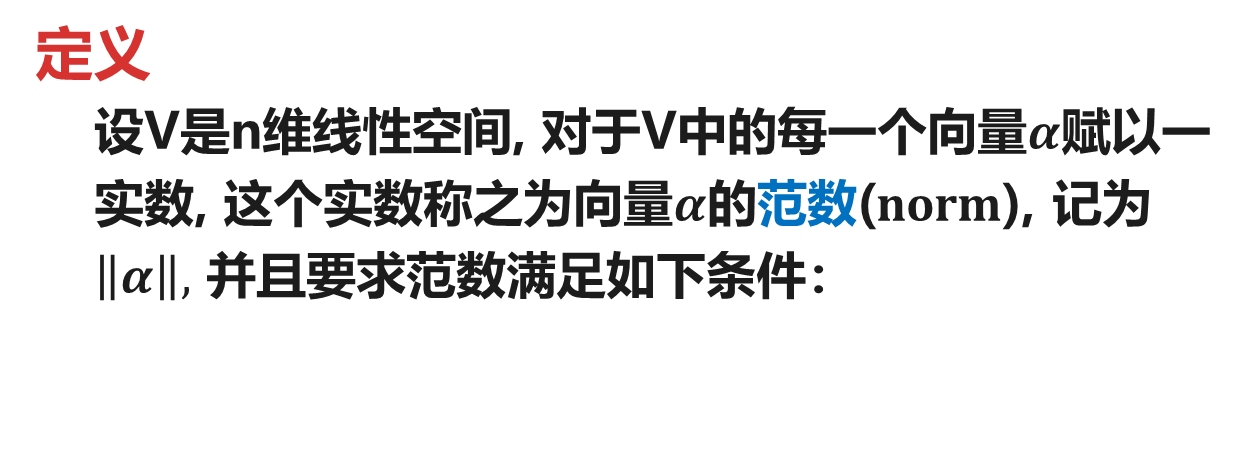 定义
设V是n维线性空间, 对于V中的每一个向量α赋以一
实数, 这个实数称之为向量α的范数(norm), 记为
‖α‖, 并且要求范数满足如下条件：